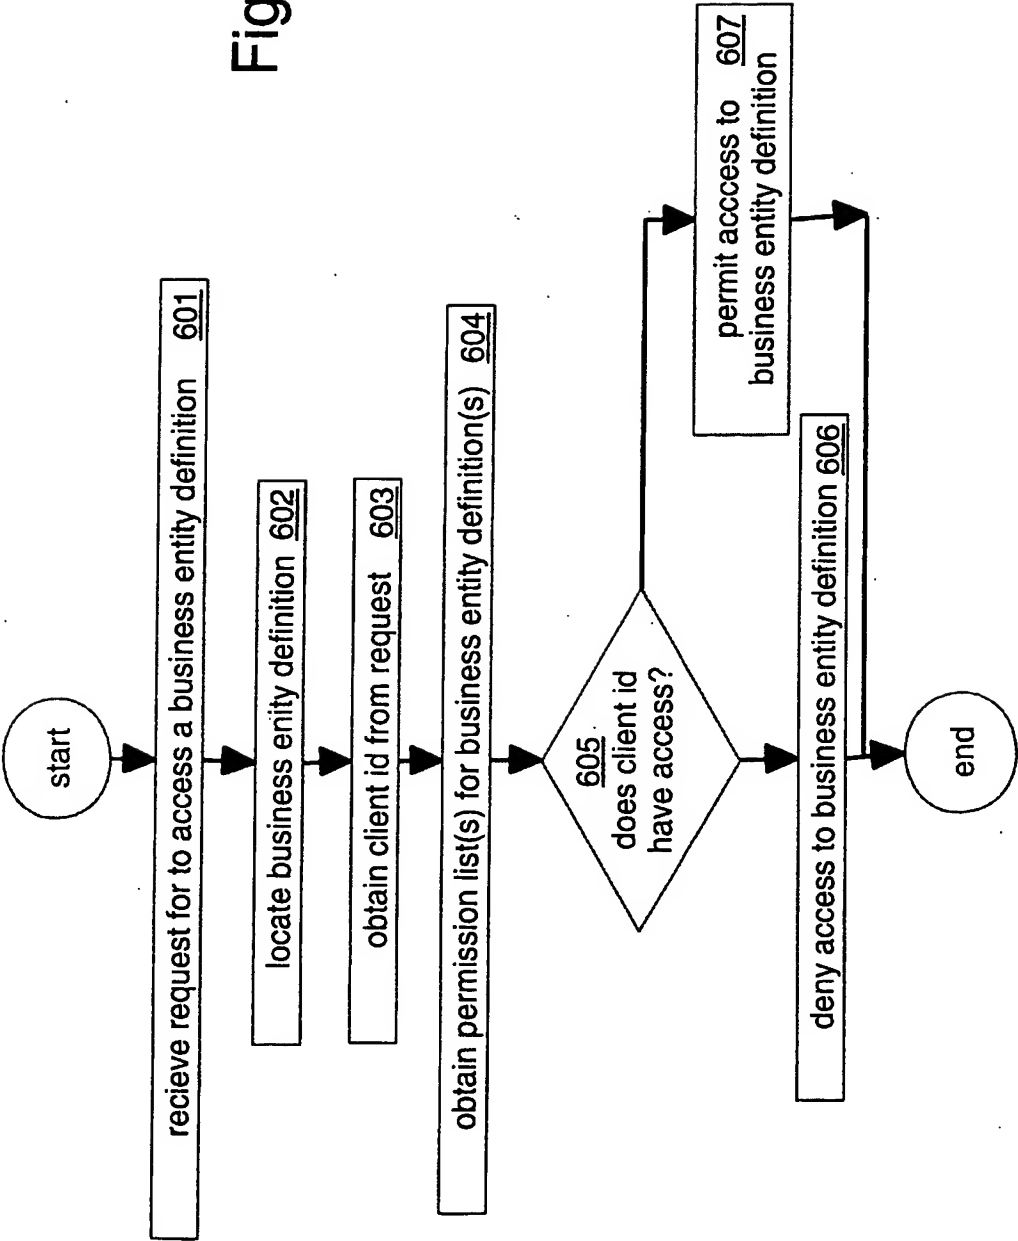 Fig
start
recieve request for to access a business entity definition 601
locate business enity definition 602
obtain client id from request 603
obtain permission list(s) for business entity definition(s) 604
605
does client id
have access?
permit acccess to 607
business entity definition
deny access to business entity definition 606
end